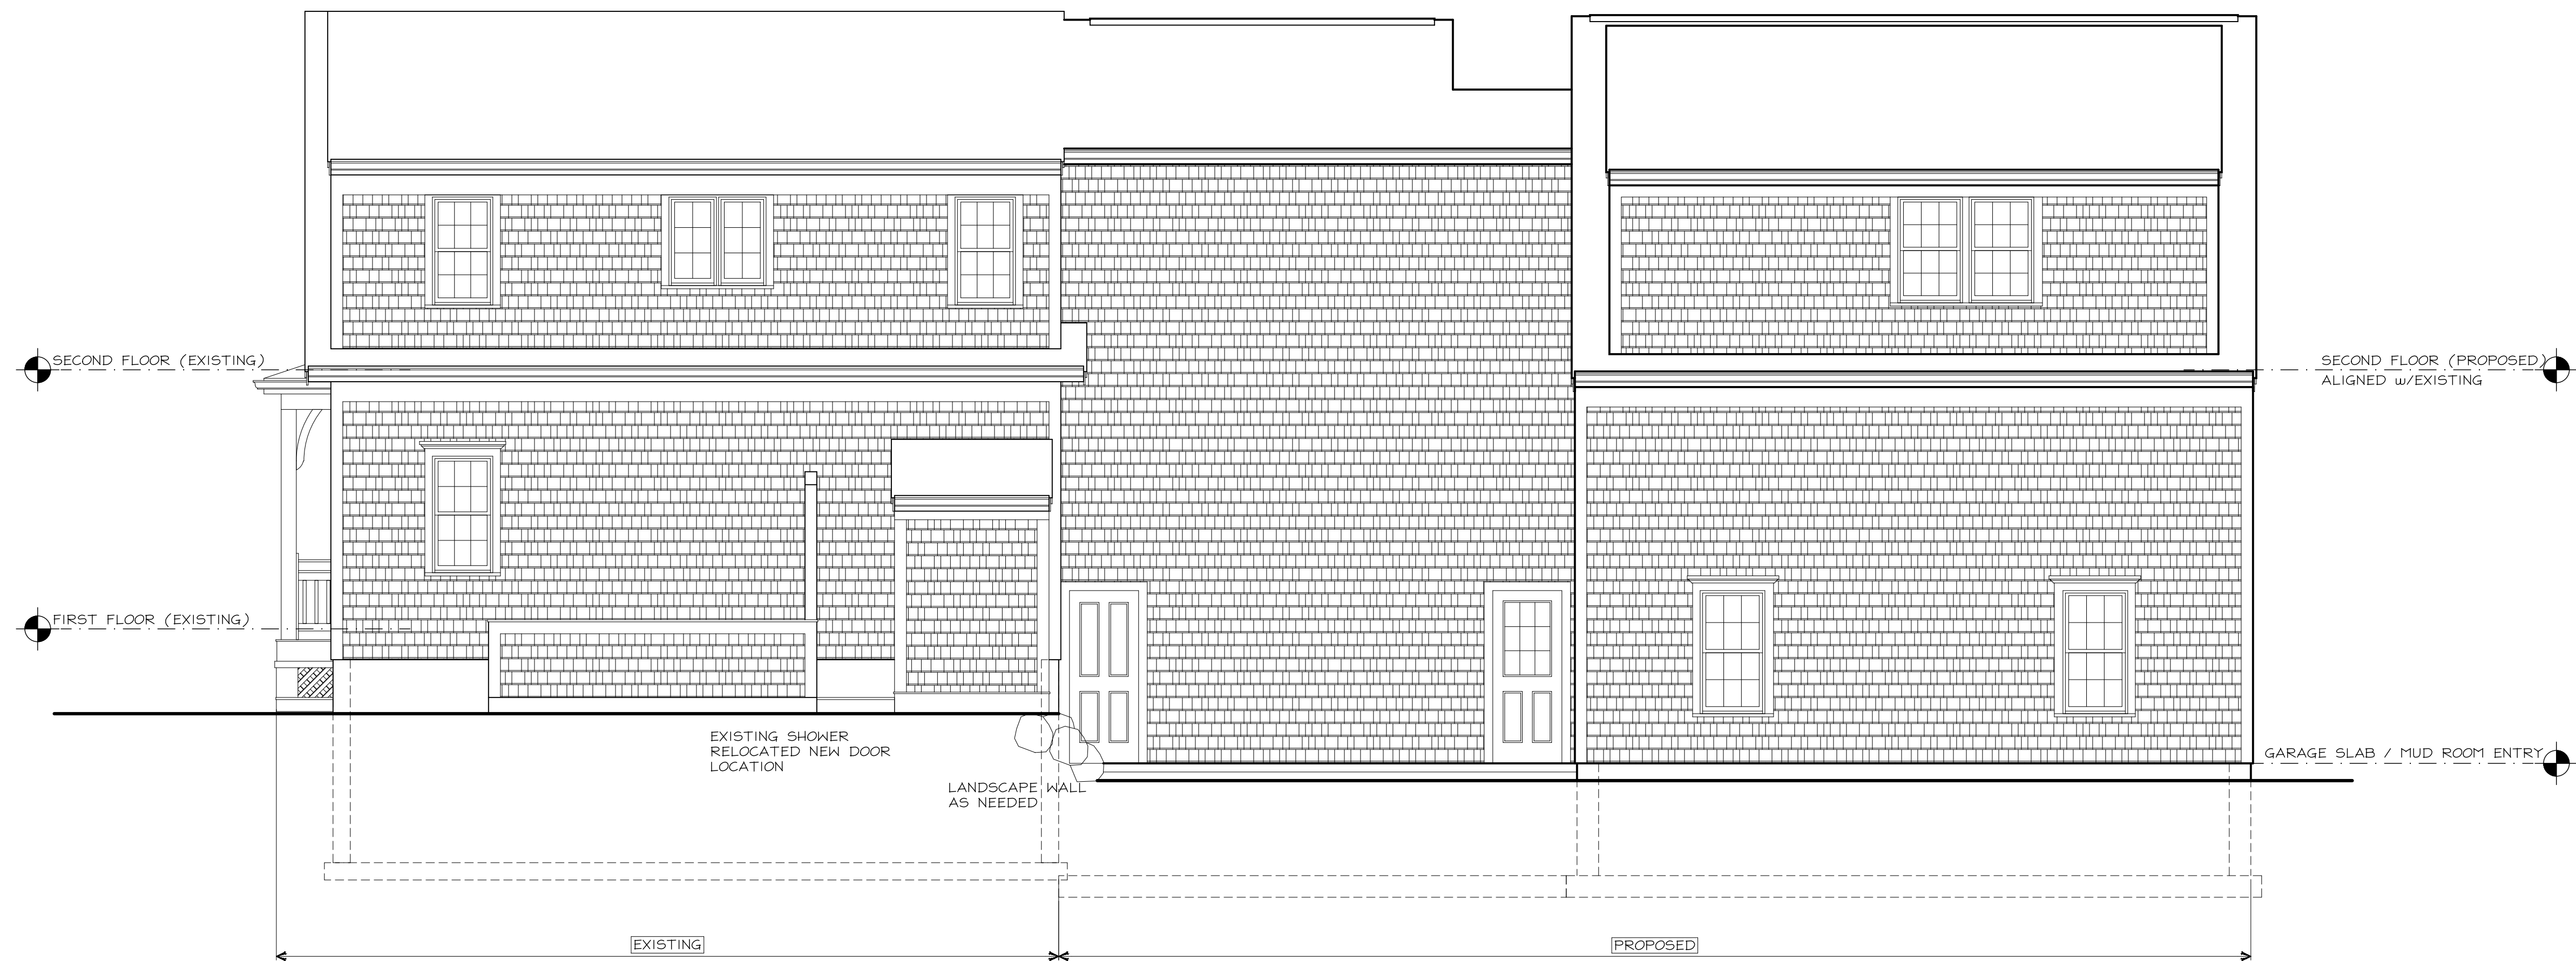 SECOND FLOOR (EXISTING)
SECOND FLOOR (PROPOSED)
ALIGNED w/EXISTING
FIRST FLOOR (EXISTING)
EXISTING SHOWER
RELOCATED NEW DOOR
LOCATION
GARAGE SLAB / MUD ROOM ENTRY
LANDSCAPE WALL
AS NEEDED
EXISTING
PROPOSED